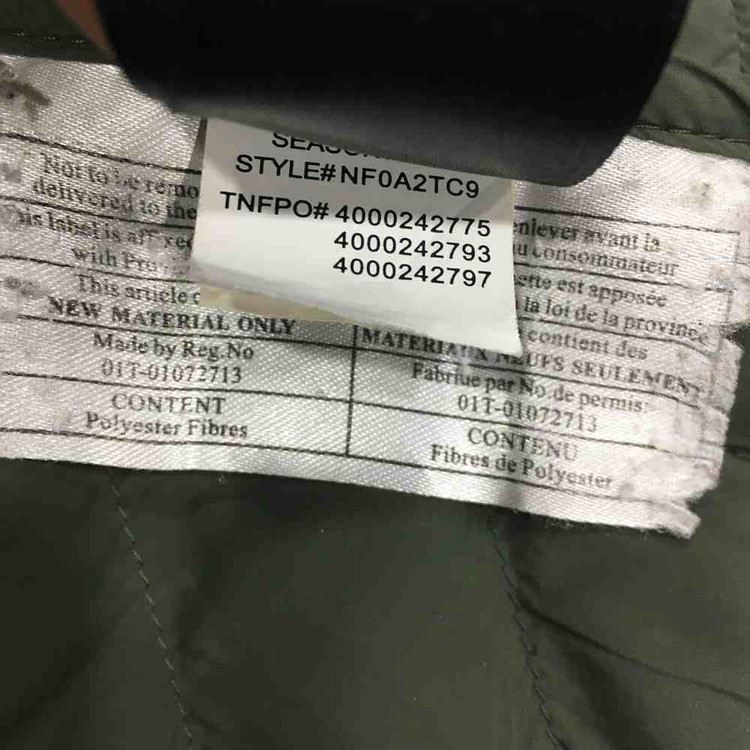 STYLE# NF0A2TC9
TNFPO# 4000242775
4000242793
4000242797
Not to be remo
delivered to the
This label is affixed
with Pro
This article c
NEW MATERIAL ONLY
Made by Reg.No
01T-01072713
CONTENT
Polyester Fibres
enlever avant la
u consommateur
ette est apposée
la loi de la province
contient des
MATERIAUX NEUFS SEULEMENT
Fabriue par No.de permis:
01T-01072713
CONTENU
Fibres de Polyester